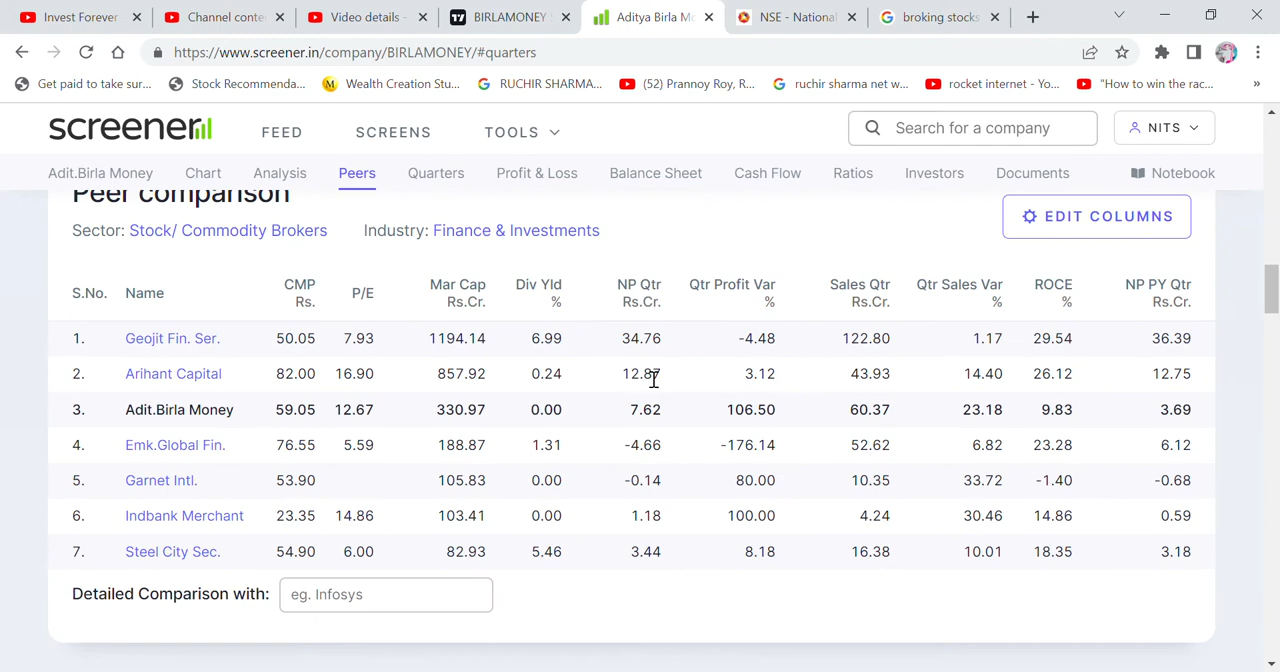 Invest Forever
Channel conte
Video details -
BIRLAMONEY
Aditya Birla Mo
NSE - National
broking stocks
https://www.screener.in/company/BIRLAMONEY/#quarters
Get paid to take sur...
Stock Recommenda...
Wealth Creation Stu...
RUCHIR SHARMA...
(52) Prannoy Roy, R...
ruchir sharma net w...
rocket internet - Yo...
"How to win the rac...
»
screener
FEED
SCREENS
TOOLS
Search for a company
NITS
Adit.Birla Money
Chart
Analysis
Peers
Quarters
Profit & Loss
Balance Sheet
Cash Flow
Ratios
Investors
Documents
Notebook
Peer comparison
Sector: Stock/ Commodity Brokers Industry: Finance & Investments
EDIT COLUMNS
S.No. Name CMP Rs. P/E Mar Cap Rs.Cr. Div Yld % NP Qtr Rs.Cr. Qtr Profit Var % Sales Qtr Rs.Cr. Qtr Sales Var % ROCE % NP PY Qtr Rs.Cr.
1. Geojit Fin. Ser. 50.05 7.93 1194.14 6.99 34.76 -4.48 122.80 1.17 29.54 36.39
2. Arihant Capital 82.00 16.90 857.92 0.24 12.87 3.12 43.93 14.40 26.12 12.75
3. Adit.Birla Money 59.05 12.67 330.97 0.00 7.62 106.50 60.37 23.18 9.83 3.69
4. Emk.Global Fin. 76.55 5.59 188.87 1.31 -4.66 -176.14 52.62 6.82 23.28 6.12
5. Garnet Intl. 53.90 105.83 0.00 -0.14 80.00 10.35 33.72 -1.40 -0.68
6. Indbank Merchant 23.35 14.86 103.41 0.00 1.18 100.00 4.24 30.46 14.86 0.59
7. Steel City Sec. 54.90 6.00 82.93 5.46 3.44 8.18 16.38 10.01 18.35 3.18
Detailed Comparison with: eg. Infosys